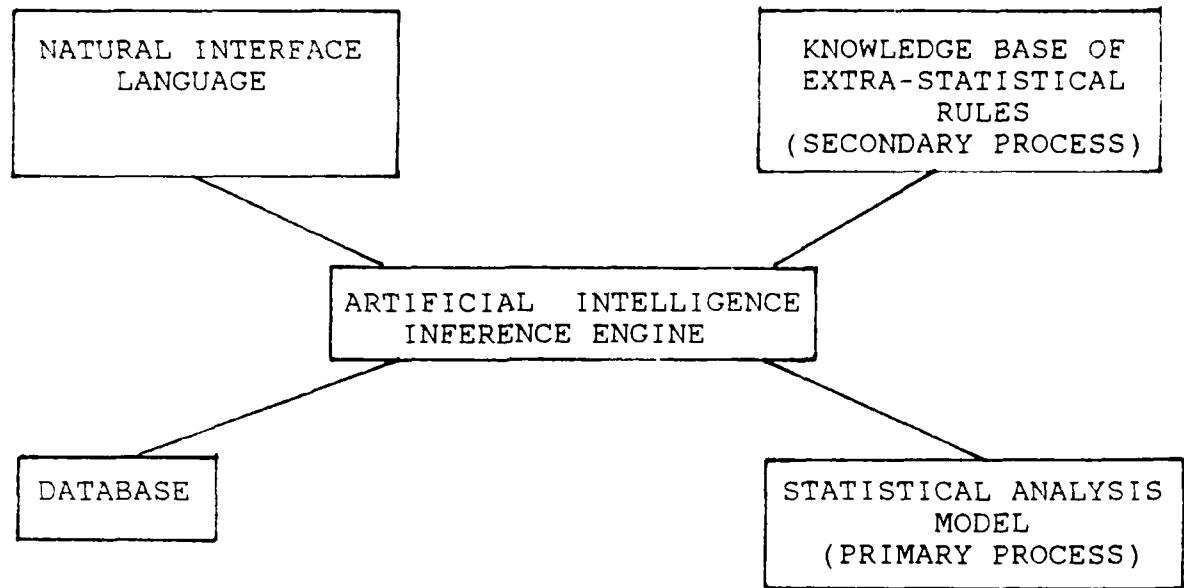 NATURAL INTERFACE
LANGUAGE
KNOWLEDGE BASE OF
EXTRA-STATISTICAL
RULES
(SECONDARY PROCESS)
ARTIFICIAL INTELLIGENCE
INFERENCE ENGINE
DATABASE
STATISTICAL ANALYSIS
MODEL
(PRIMARY PROCESS)